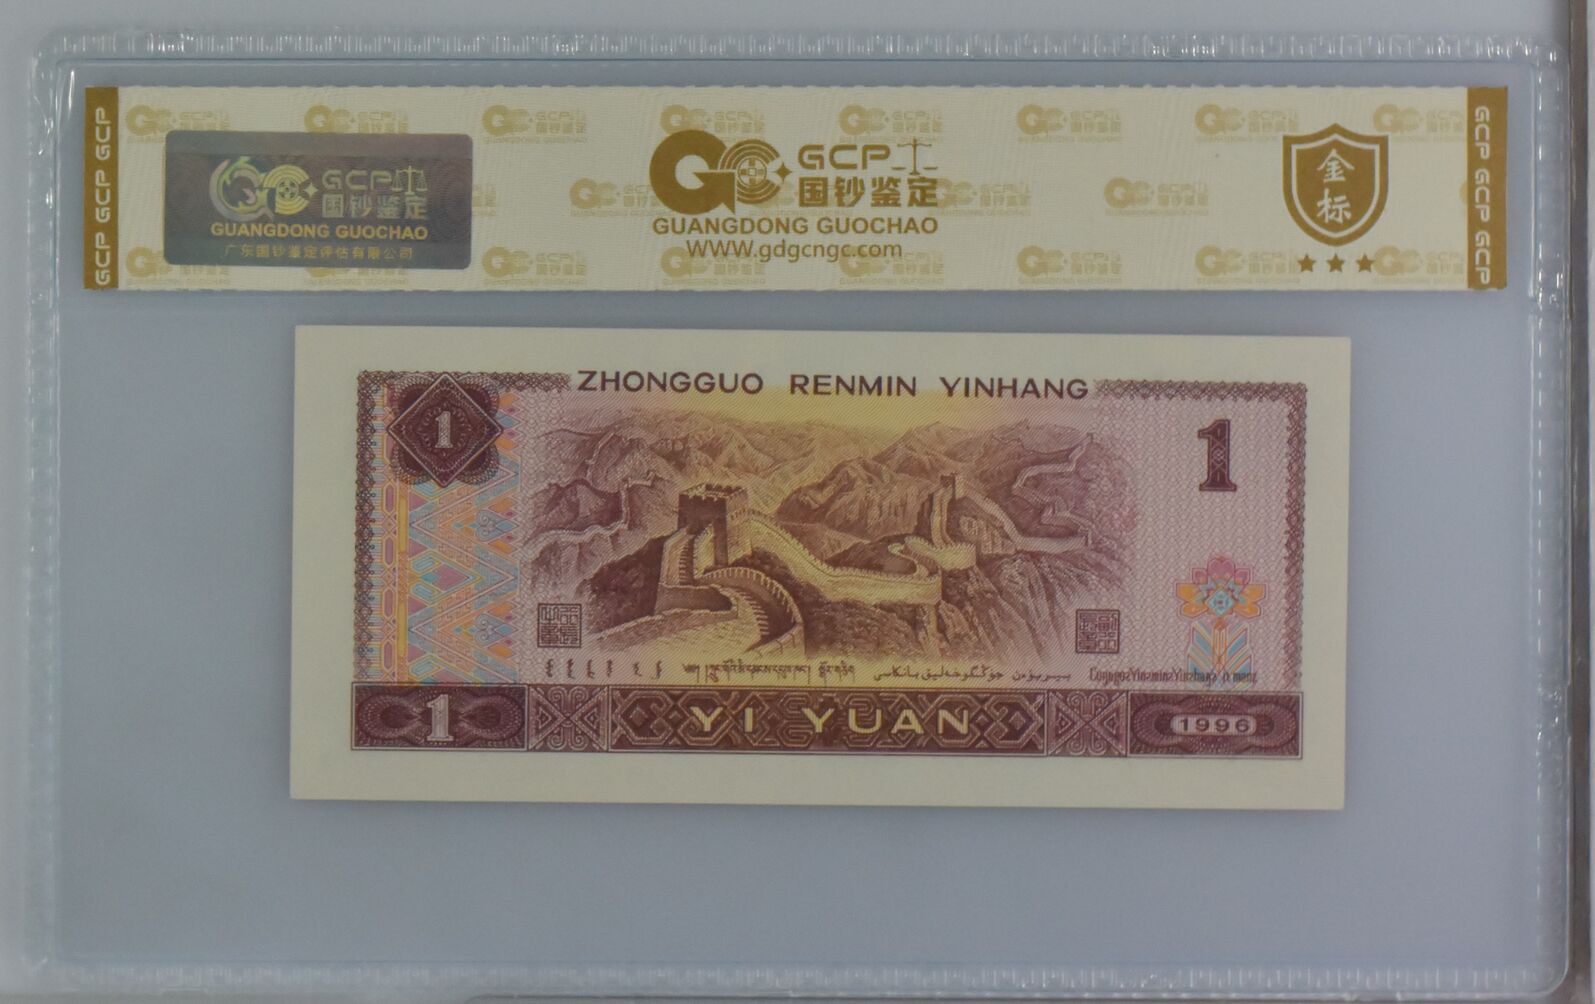 GCP GCP GCP
GCP
国钞鉴定
GUANGDONG GUOCHAO
广东国钞鉴定评估有限公司
GCP
国钞鉴定
GUANGDONG GUOCHAO
WWW.gdgcngc.com
金标
GCP GCP GCP
ZHONGGUO RENMIN YINHANG
1
1
1
YI YUAN
1996